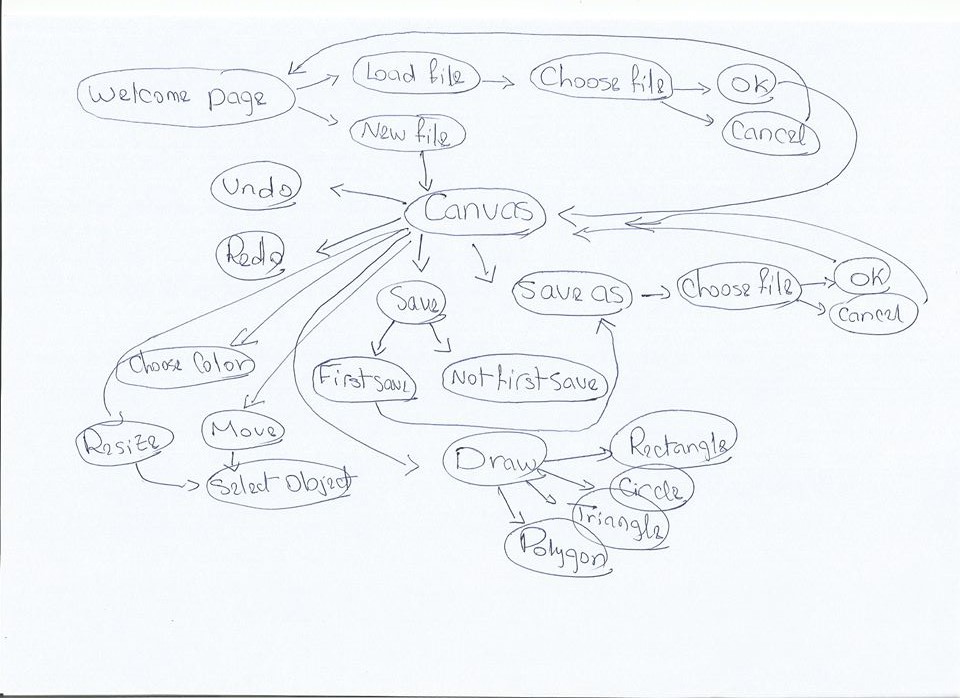 Welcome page
Load file
Choose file
OK
Cancel
New file
Undo
Canvas
Redo
Save
Save as
Choose file
OK
Cancel
Choose Color
First save
Not first save
Resize
Move
Select Object
Draw
Rectangle
Circle
Triangle
Polygon